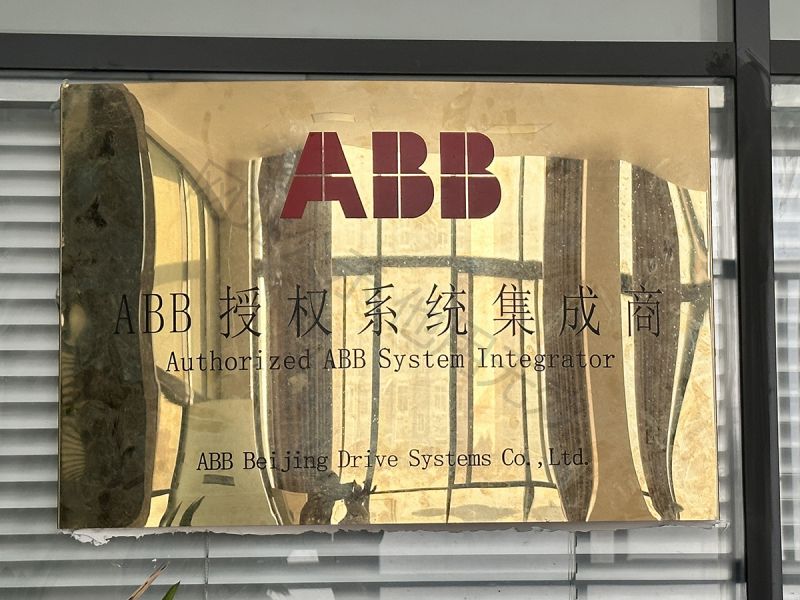 ABB
ABB 授权系统集成商
Authorized ABB System Integrator
ABB Beijing Drive Systems Co.,Ltd.